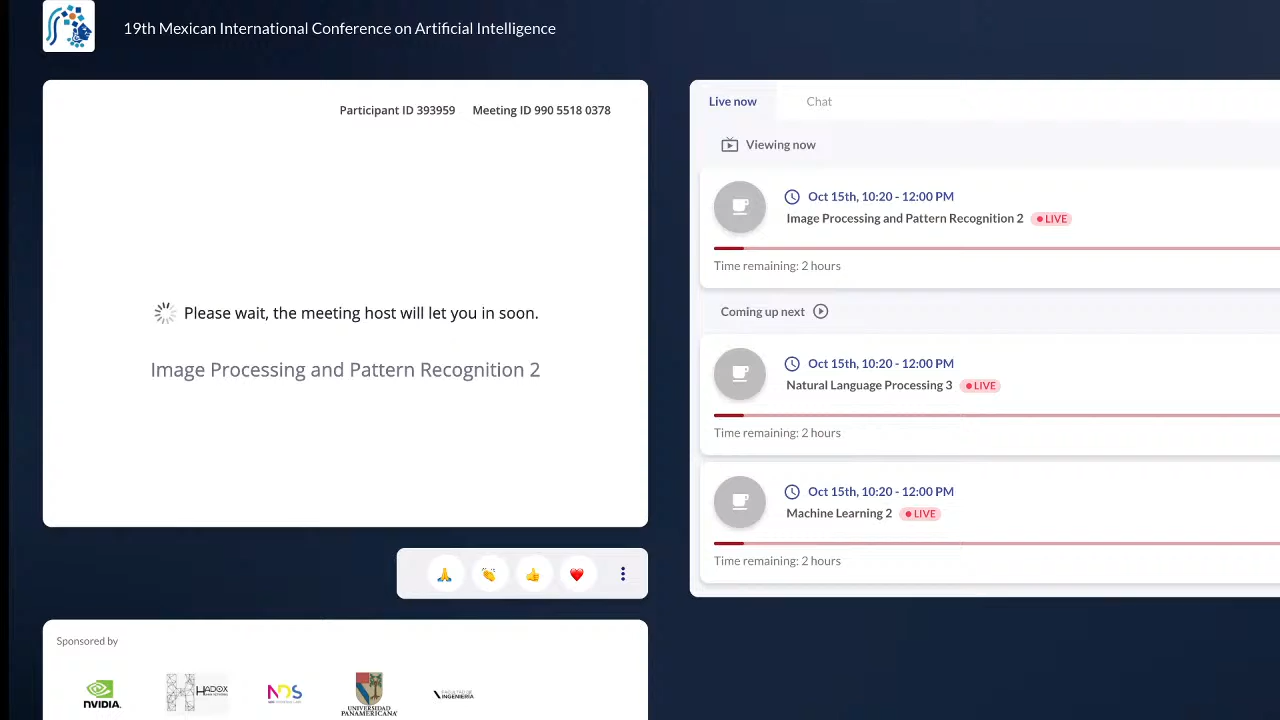 19th Mexican International Conference on Artificial Intelligence
Participant ID 393959 Meeting ID 990 5518 0378
Please wait, the meeting host will let you in soon.
Image Processing and Pattern Recognition 2
Live now Chat
Viewing now
Oct 15th, 10:20 - 12:00 PM
Image Processing and Pattern Recognition 2 LIVE
Time remaining: 2 hours
Coming up next
Oct 15th, 10:20 - 12:00 PM
Natural Language Processing 3 LIVE
Time remaining: 2 hours
Oct 15th, 10:20 - 12:00 PM
Machine Learning 2 LIVE
Time remaining: 2 hours
Sponsored by
NVIDIA.
HADOX
NDS
UNIVERSIDAD
PANAMERICANA
FACULTAD DE
INGENIERÍA